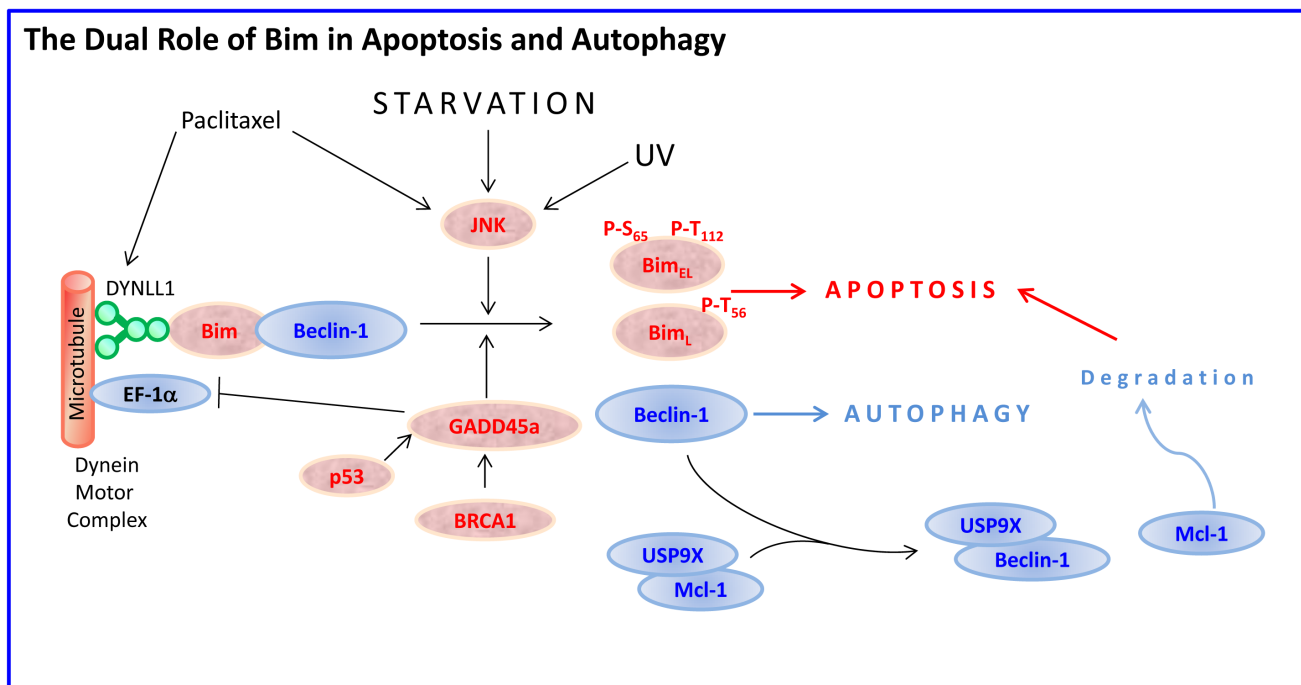 The Dual Role of Bim in Apoptosis and Autophagy
STARVATION
Paclitaxel
UV
JNK
P-S65
P-T112
BimEL
DYNLL1
APOPTOSIS
P-T56
Bim
Beclin-1
BimL
Microtubule
EF-1α
Degradation
Beclin-1
AUTOPHAGY
GADD45a
p53
Dynein
Motor
Complex
BRCA1
USP9X
Beclin-1
Mcl-1
USP9X
Mcl-1